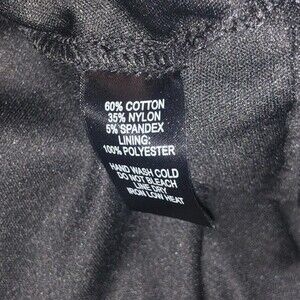 60% COTTON
35% NYLON
5% SPANDEX
LINING:
100% POLYESTER
HAND WASH COLD
DO NOT BLEACH
LINE DRY
IRON LOW HEAT